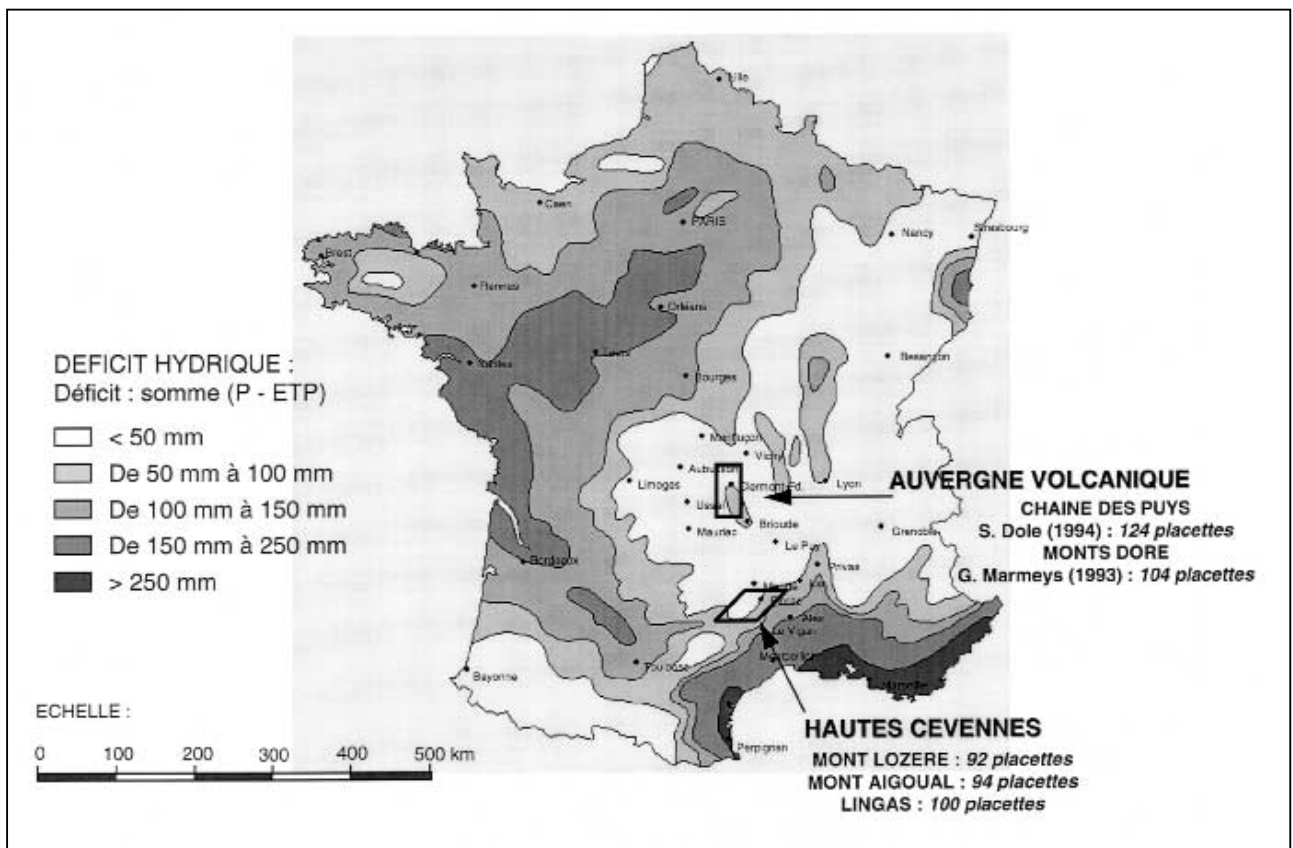 Lille
Caen
PARIS
Nancy
Strasbourg
Brest
Rennes
Orléans
Tours
Nantes
Bourges
Besançon
DEFICIT HYDRIQUE :
Déficit : somme (P - ETP)
< 50 mm
De 50 mm à 100 mm
De 100 mm à 150 mm
De 150 mm à 250 mm
> 250 mm
Montluçon
Vichy
Aubusson
Limoges
Clermont Fd.
Lyon
Ussel
Mauriac
Brioude
Le Puy
Grenoble
AUVERGNE VOLCANIQUE
CHAINE DES PUYS
S. Dole (1994) : 124 placettes
MONTS DORE
G. Marmeys (1993) : 104 placettes
Bordeaux
Privas
Mende
Alès
Le Vigan
Montpellier
Toulouse
Bayonne
Marseille
Perpignan
ECHELLE :
0 100 200 300 400 500 km
HAUTES CEVENNES
MONT LOZERE : 92 placettes
MONT AIGOUAL : 94 placettes
LINGAS : 100 placettes